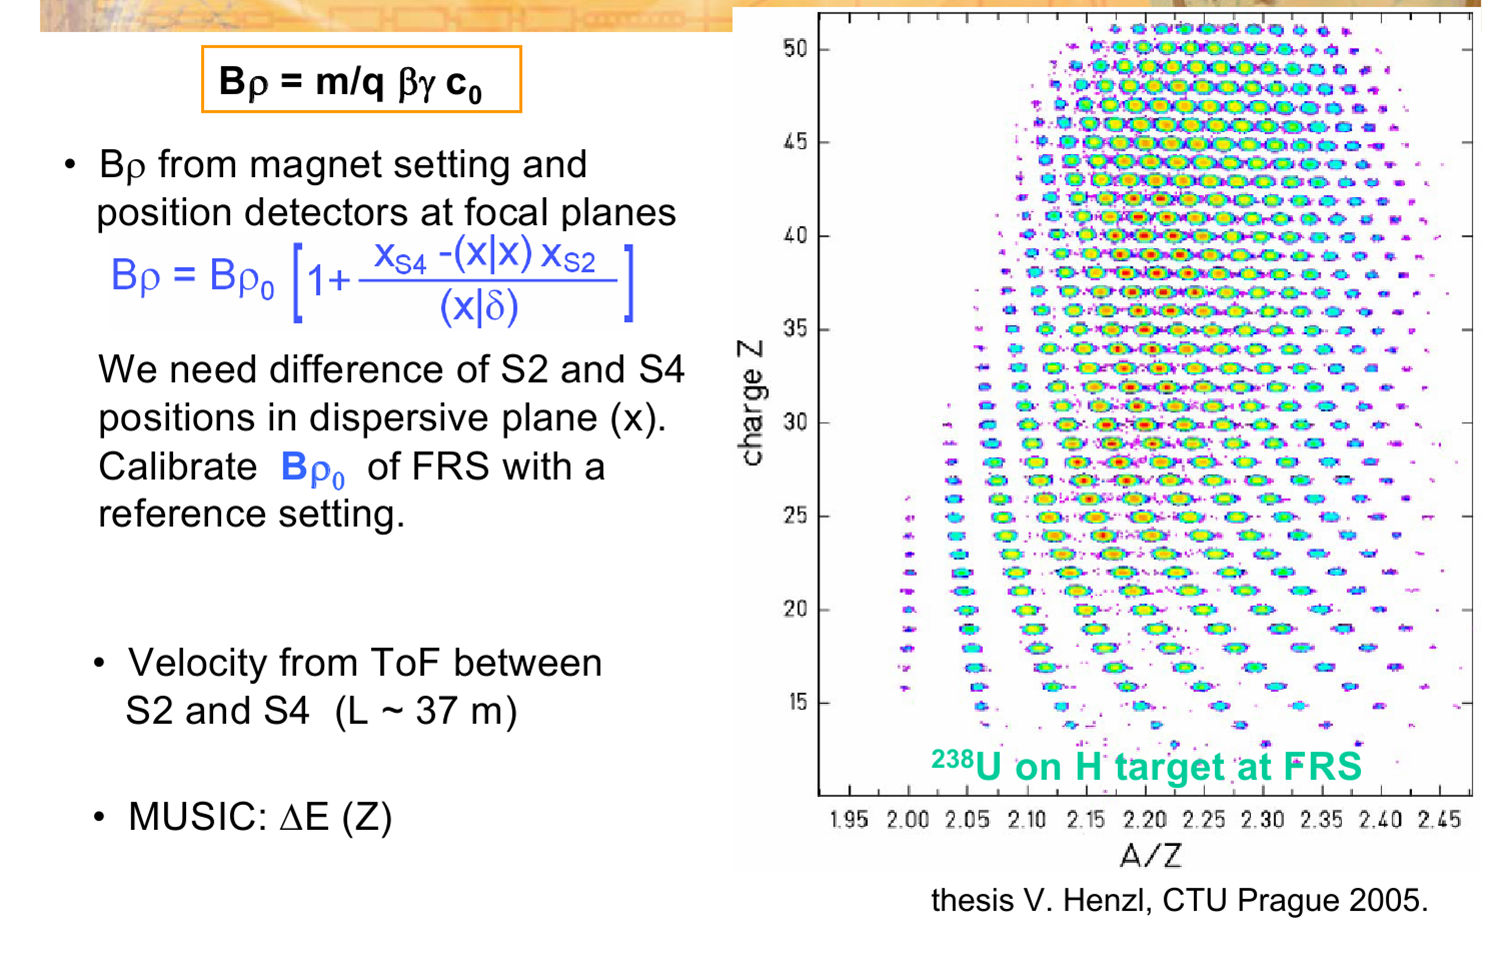 Bρ = m/q βγ c₀
• Bρ from magnet setting and
position detectors at focal planes
Bρ = Bρ₀ [1+ (x_S4 -(x|x) x_S2) / (x|δ)]
We need difference of S2 and S4
positions in dispersive plane (x).
Calibrate Bρ₀ of FRS with a
reference setting.
• Velocity from ToF between
S2 and S4 (L ~ 37 m)
• MUSIC: ΔE (Z)
charge Z
50
45
40
35
30
25
20
15
²³⁸U on H target at FRS
1.95 2.00 2.05 2.10 2.15 2.20 2.25 2.30 2.35 2.40 2.45
A/Z
thesis V. Henzl, CTU Prague 2005.